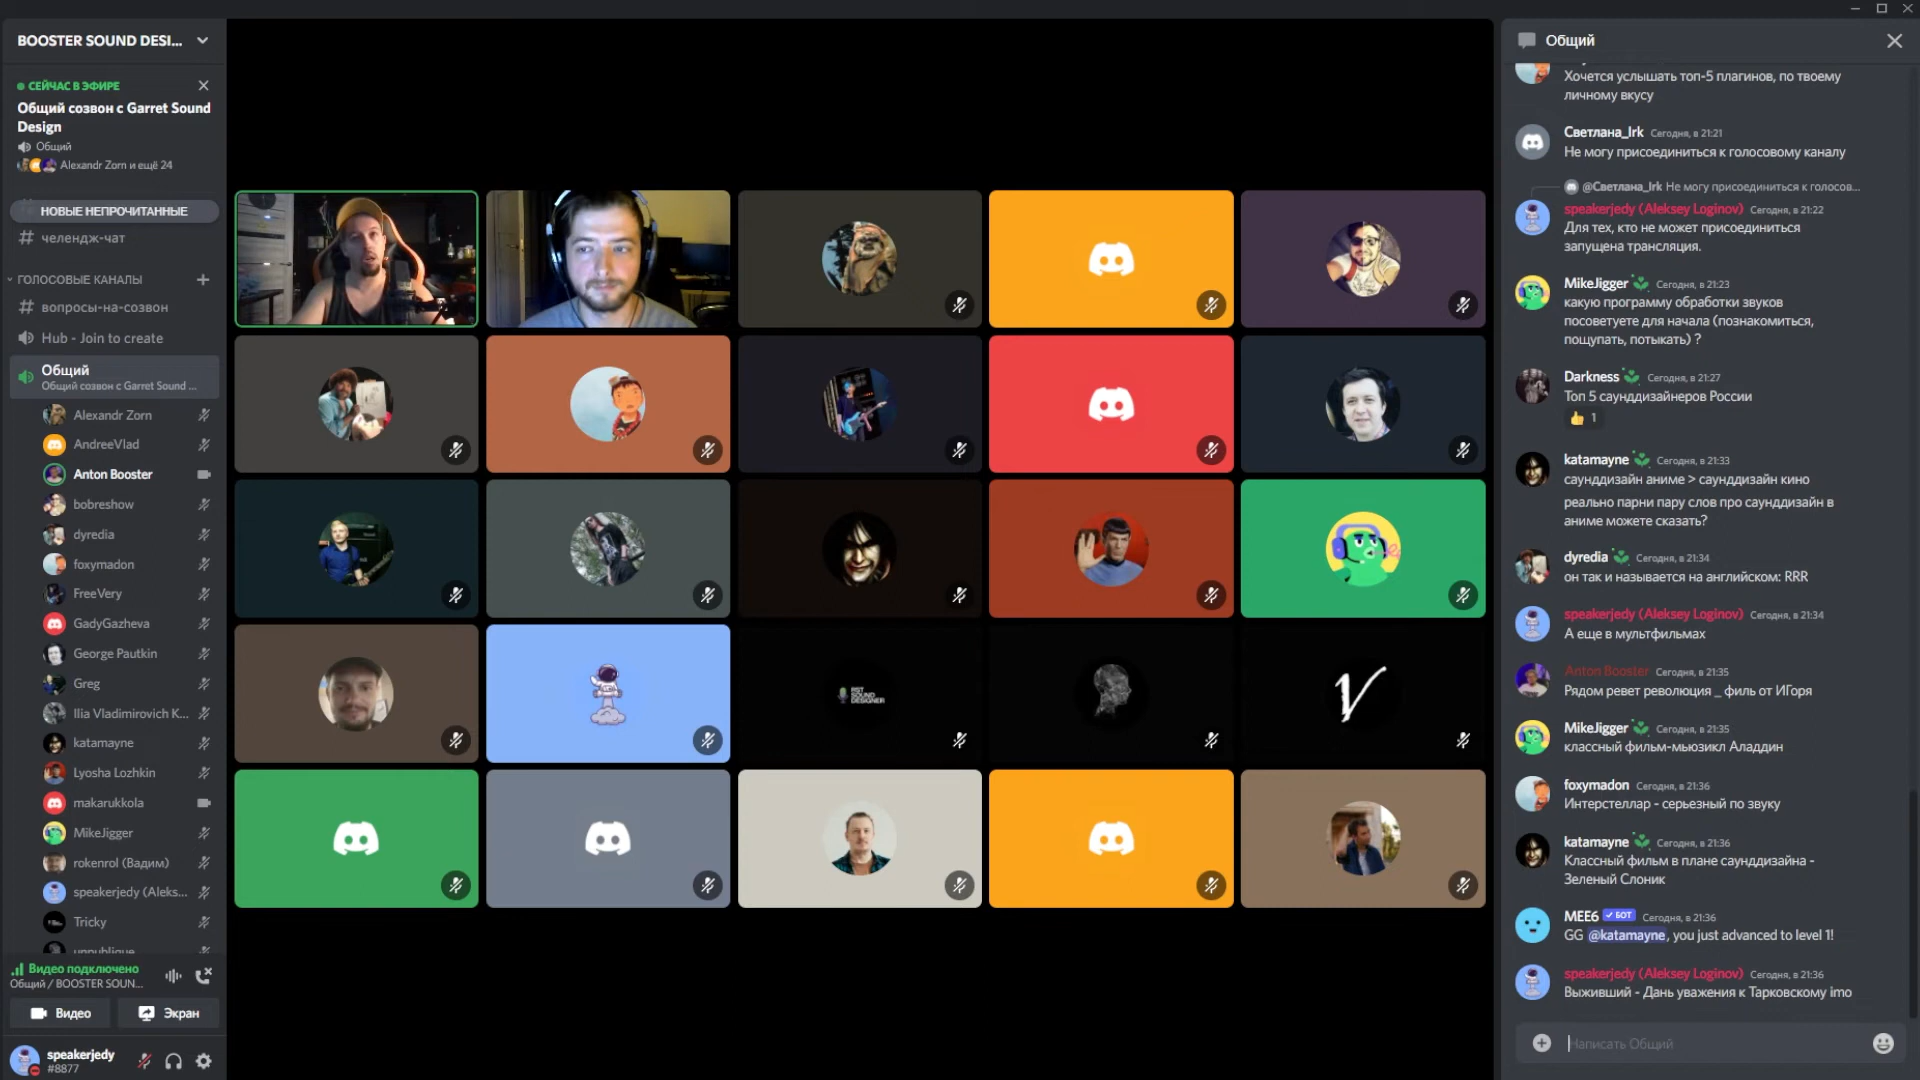 BOOSTER SOUND DESI...
СЕЙЧАС В ЭФИРЕ
Общий созвон с Garret Sound
Design
Общий
Alexandr Zorn и ещё 24
НОВЫЕ НЕПРОЧИТАННЫЕ
челендж-чат
ГОЛОСОВЫЕ КАНАЛЫ
вопросы-на-созвон
Hub - Join to create
Общий
Общий созвон с Garret Sound ...
Alexandr Zorn
AndreeVlad
Anton Booster
bobreshow
dyredia
foxymadon
FreeVery
GadyGazheva
George Pautkin
Greg
Ilia Vladimirovich K...
katamayne
Lyosha Lozhkin
makarukkola
MikeJigger
rokenrol (Вадим)
speakerjedy (Aleks...
Tricky
Видео подключено
Общий / BOOSTER SOUN...
Видео
Экран
speakerjedy
#8877
RST
SOUND
DESIGNER
Общий
Хочется услышать топ-5 плагинов, по твоему
личному вкусу
Светлана_Irk Сегодня, в 21:21
Не могу присоединиться к голосовому каналу
@Светлана_Irk Не могу присоединиться к голосов...
speakerjedy (Aleksey Loginov) Сегодня, в 21:22
Для тех, кто не может присоединиться
запущена трансляция.
MikeJigger Сегодня, в 21:23
какую программу обработки звуков
посоветуете для начала (познакомиться,
пощупать, потыкать) ?
Darkness Сегодня, в 21:27
Топ 5 саунддизайнеров России
1
katamayne Сегодня, в 21:33
саунддизайн аниме > саунддизайн кино
реально парни пару слов про саунддизайн в
аниме можете сказать?
dyredia Сегодня, в 21:34
он так и называется на английском: RRR
speakerjedy (Aleksey Loginov) Сегодня, в 21:34
А еще в мультфильмах
Anton Booster Сегодня, в 21:35
Рядом ревет революция _ филь от ИГоря
MikeJigger Сегодня, в 21:35
классный фильм-мьюзикл Аладдин
foxymadon Сегодня, в 21:36
Интерстеллар - серьезный по звуку
katamayne Сегодня, в 21:36
Классный фильм в плане саунддизайна -
Зеленый Слоник
MEE6 БОТ Сегодня, в 21:36
GG @katamayne, you just advanced to level 1!
speakerjedy (Aleksey Loginov) Сегодня, в 21:36
Выживший - Дань уважения к Тарковскому imo
Написать Общий